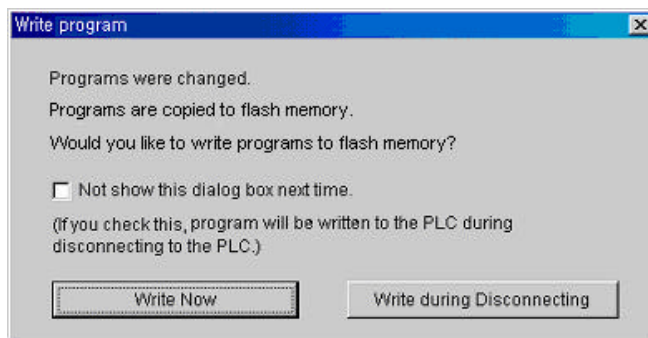 Write program
Programs were changed.
Programs are copied to flash memory.
Would you like to write programs to flash memory?
Not show this dialog box next time.
(If you check this, program will be written to the PLC during
disconnecting to the PLC.)
Write Now
Write during Disconnecting